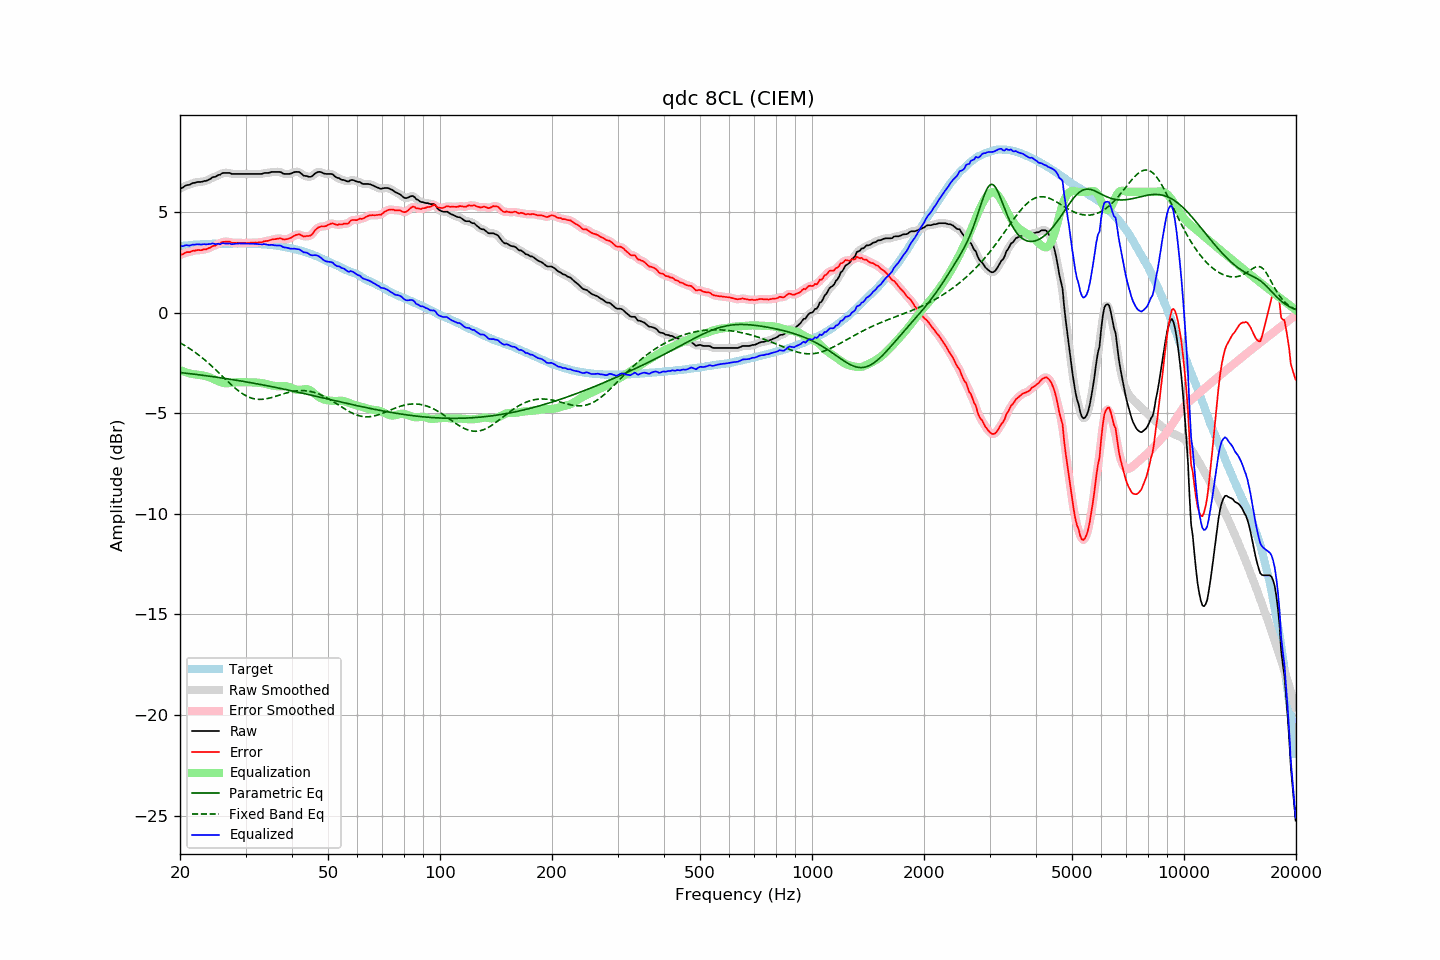 qdc 8CL (CIEM)
Amplitude (dBr)
5
0
−5
−10
−15
−20
−25
Target
Raw Smoothed
Error Smoothed
Raw
Error
Equalization
Parametric Eq
Fixed Band Eq
Equalized
20 50 100 200 500 1000 2000 5000 10000 20000
Frequency (Hz)